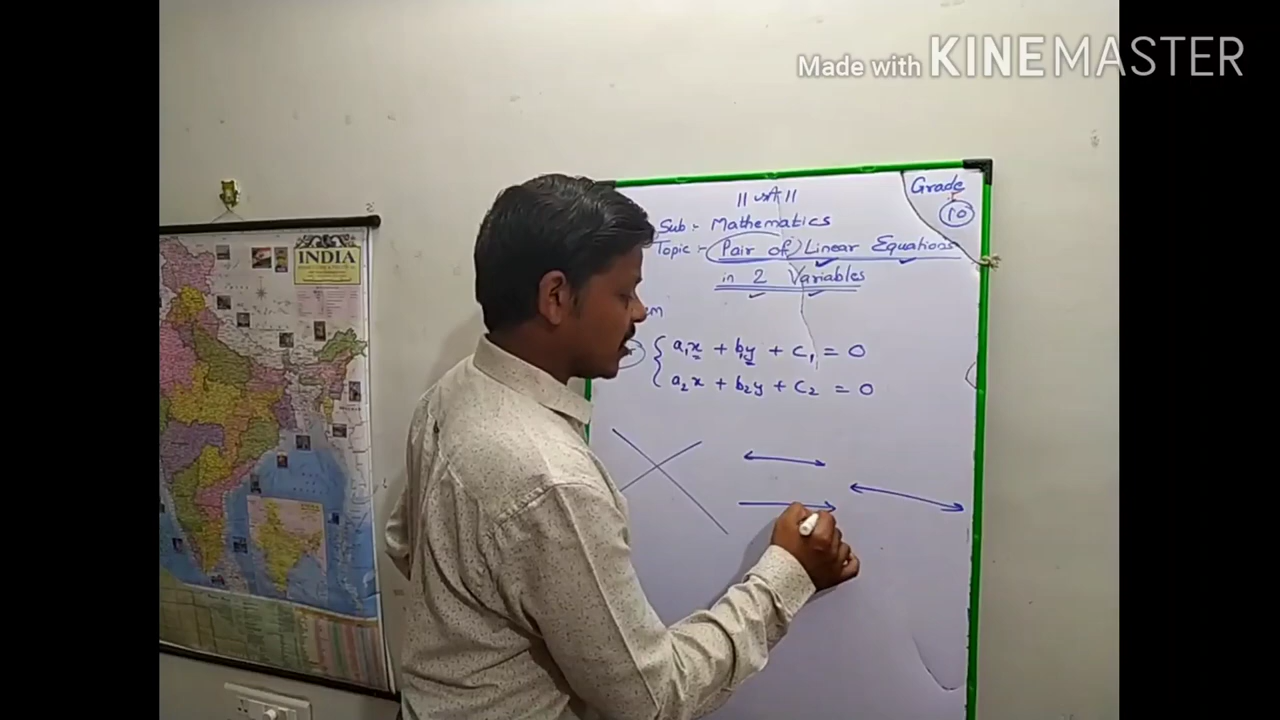 Made with KINEMASTER
Grade
10
Sub :- Mathematics
Topic :- Pair of Linear Equations
in 2 Variables
a₁x + b₁y + c₁ = 0
a₂x + b₂y + c₂ = 0
INDIA